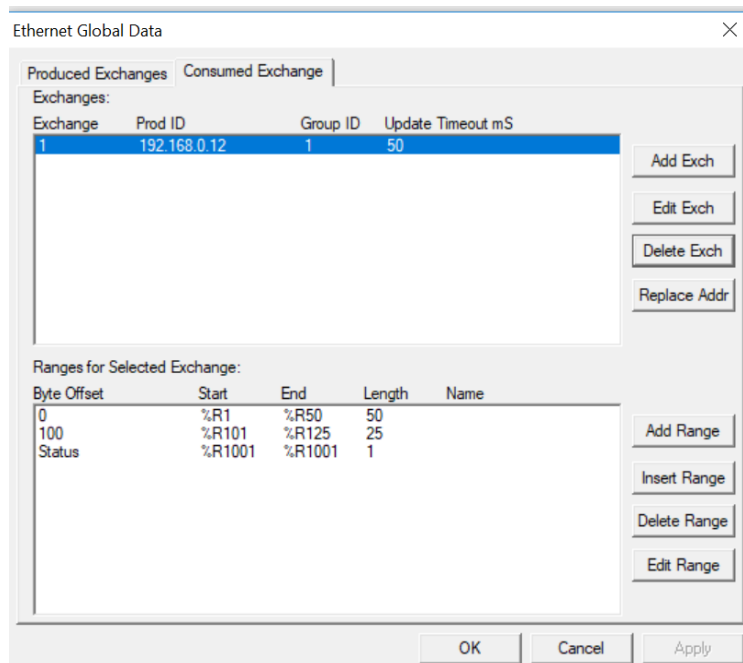 Ethernet Global Data
Produced Exchanges Consumed Exchange
Exchanges:
Exchange Prod ID Group ID Update Timeout mS
1 192.168.0.12 1 50
Add Exch
Edit Exch
Delete Exch
Replace Addr
Ranges for Selected Exchange:
Byte Offset Start End Length Name
0 %R1 %R50 50
100 %R101 %R125 25
Status %R1001 %R1001 1
Add Range
Insert Range
Delete Range
Edit Range
OK Cancel Apply